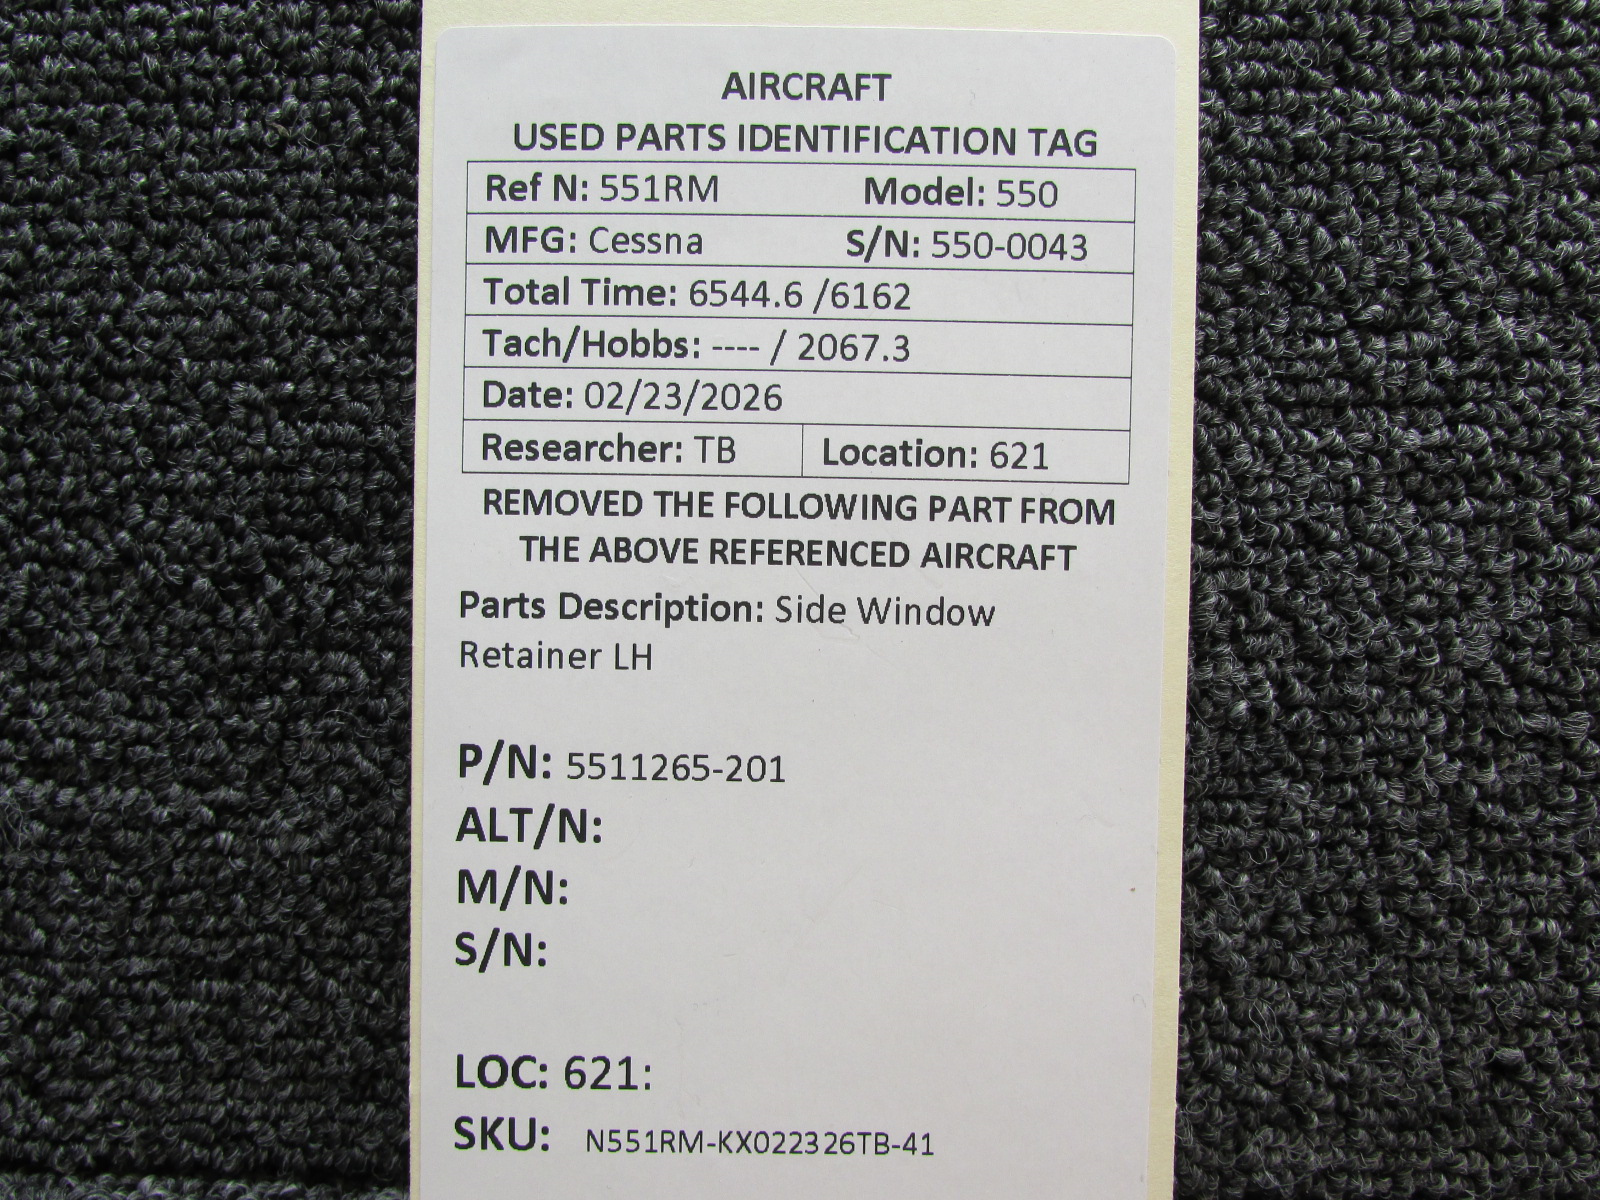 AIRCRAFT
USED PARTS IDENTIFICATION TAG
Ref N: 551RM Model: 550
MFG: Cessna S/N: 550-0043
Total Time: 6544.6 /6162
Tach/Hobbs: ---- / 2067.3
Date: 02/23/2026
Researcher: TB Location: 621
REMOVED THE FOLLOWING PART FROM
THE ABOVE REFERENCED AIRCRAFT
Parts Description: Side Window
Retainer LH
P/N: 5511265-201
ALT/N:
M/N:
S/N:
LOC: 621:
SKU: N551RM-KX022326TB-41